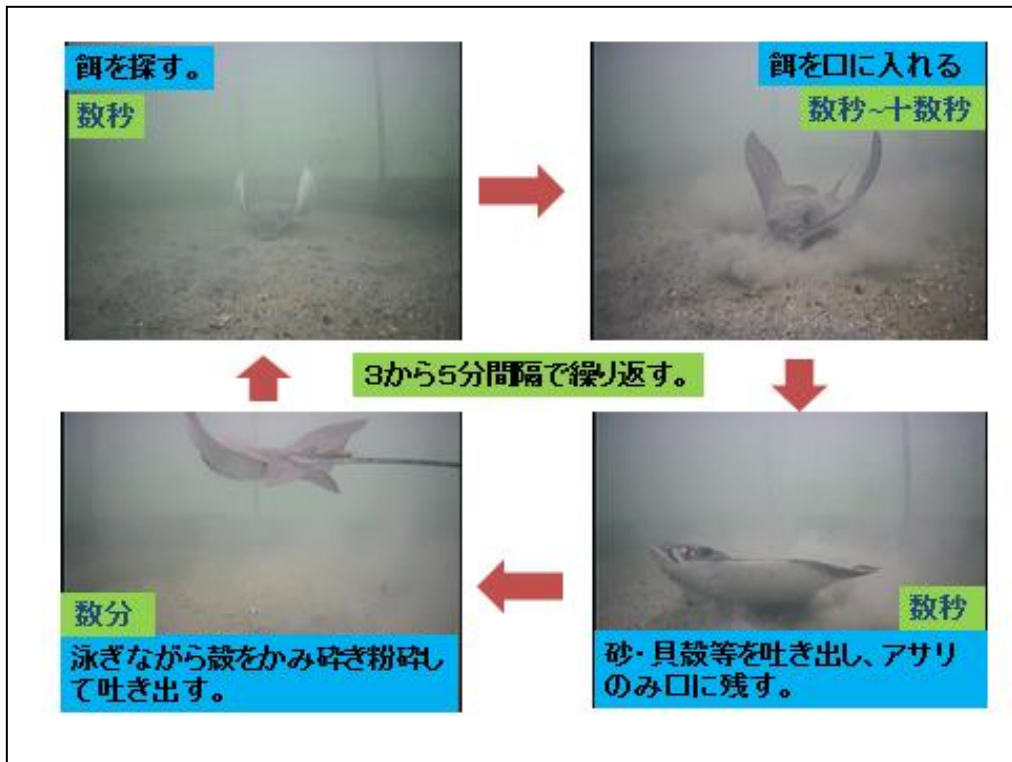 餌を探す。
数秒
餌を口に入れる
数秒~十数秒
3から5分間隔で繰り返す。
数分
泳ぎながら殻をかみ砕き粉砕し
て吐き出す。
数秒
砂・貝殻等を吐き出し、アサリ
のみ口に残す。